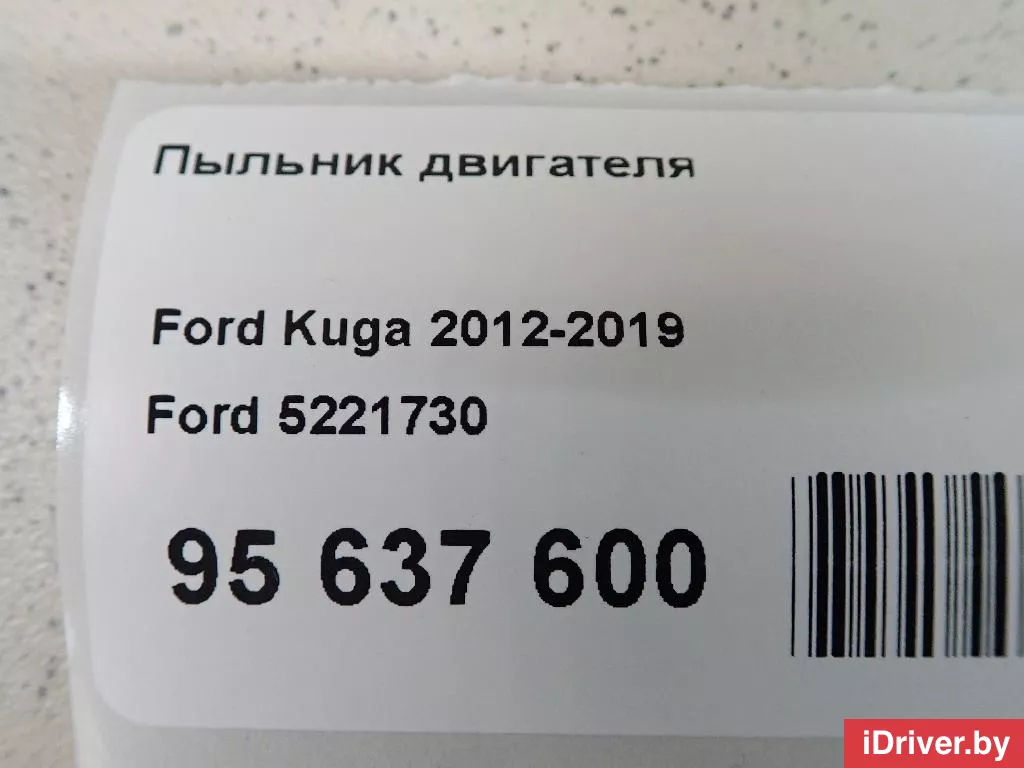 Пыльник двигателя
Ford Kuga 2012-2019
Ford 5221730
95 637 600
iDriver.by